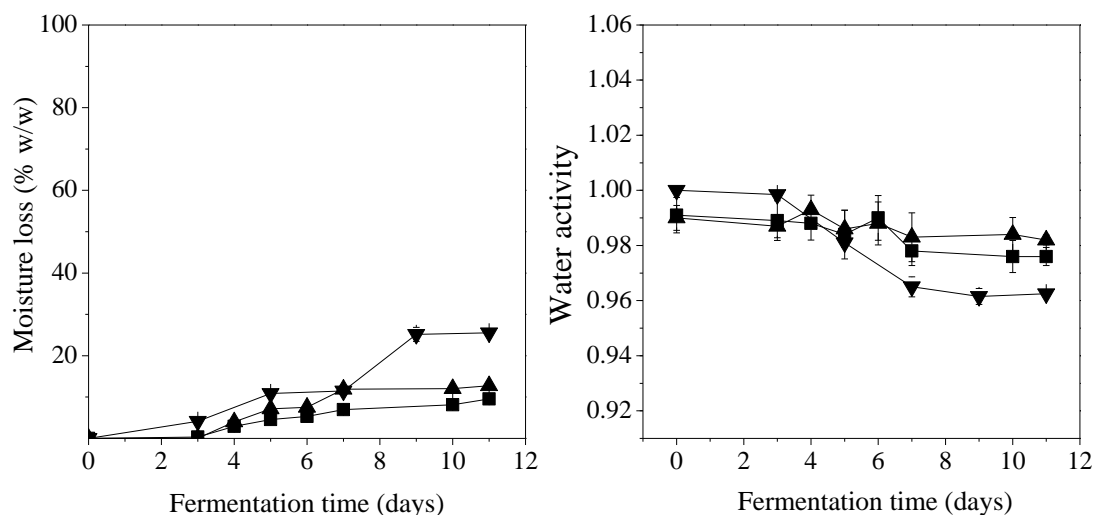 100
80
60
40
20
0 2 4 6 8 10 12
Moisture loss (% w/w)
Fermentation time (days)
1.06
1.04
1.02
1.00
0.98
0.96
0.94
0.92
0 2 4 6 8 10 12
Water activity
Fermentation time (days)